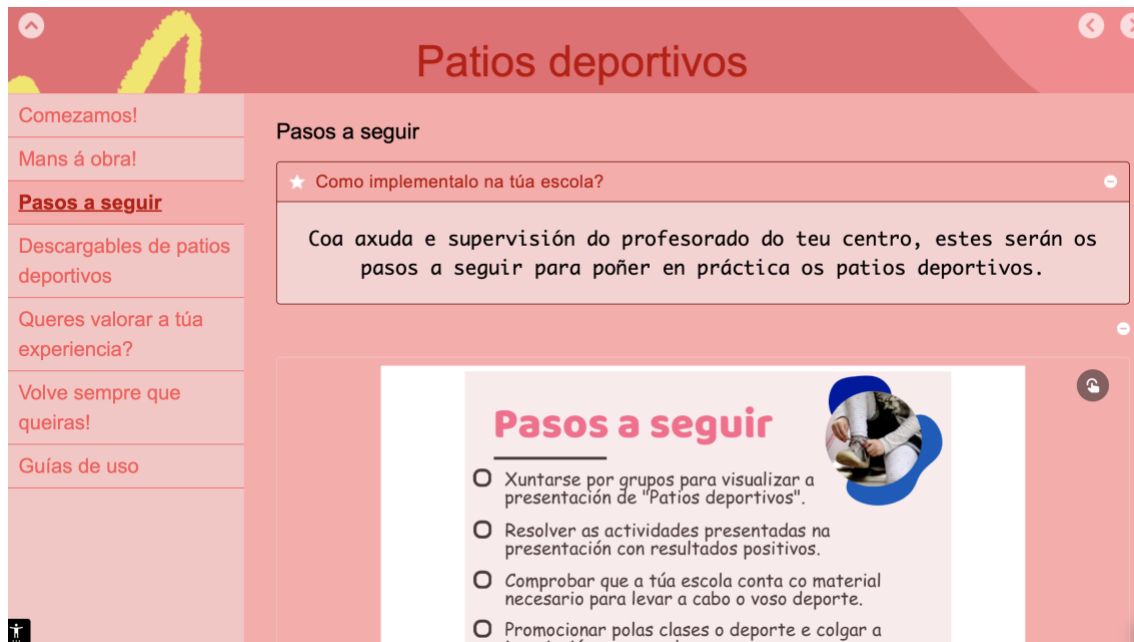 Patios deportivos
Comezamos!
Mans á obra!
Pasos a seguir
Descargables de patios
deportivos
Queres valorar a túa
experiencia?
Volve sempre que
queiras!
Guías de uso
Pasos a seguir
Como implementalo na túa escola?
Coa axuda e supervisión do profesorado do teu centro, estes serán os
pasos a seguir para poñer en práctica os patios deportivos.
Pasos a seguir
Xuntarse por grupos para visualizar a
presentación de "Patios deportivos".
Resolver as actividades presentadas na
presentación con resultados positivos.
Comprobar que a túa escola conta co material
necesario para levar a cabo o voso deporte.
Promocionar polas clases o deporte e colgar a